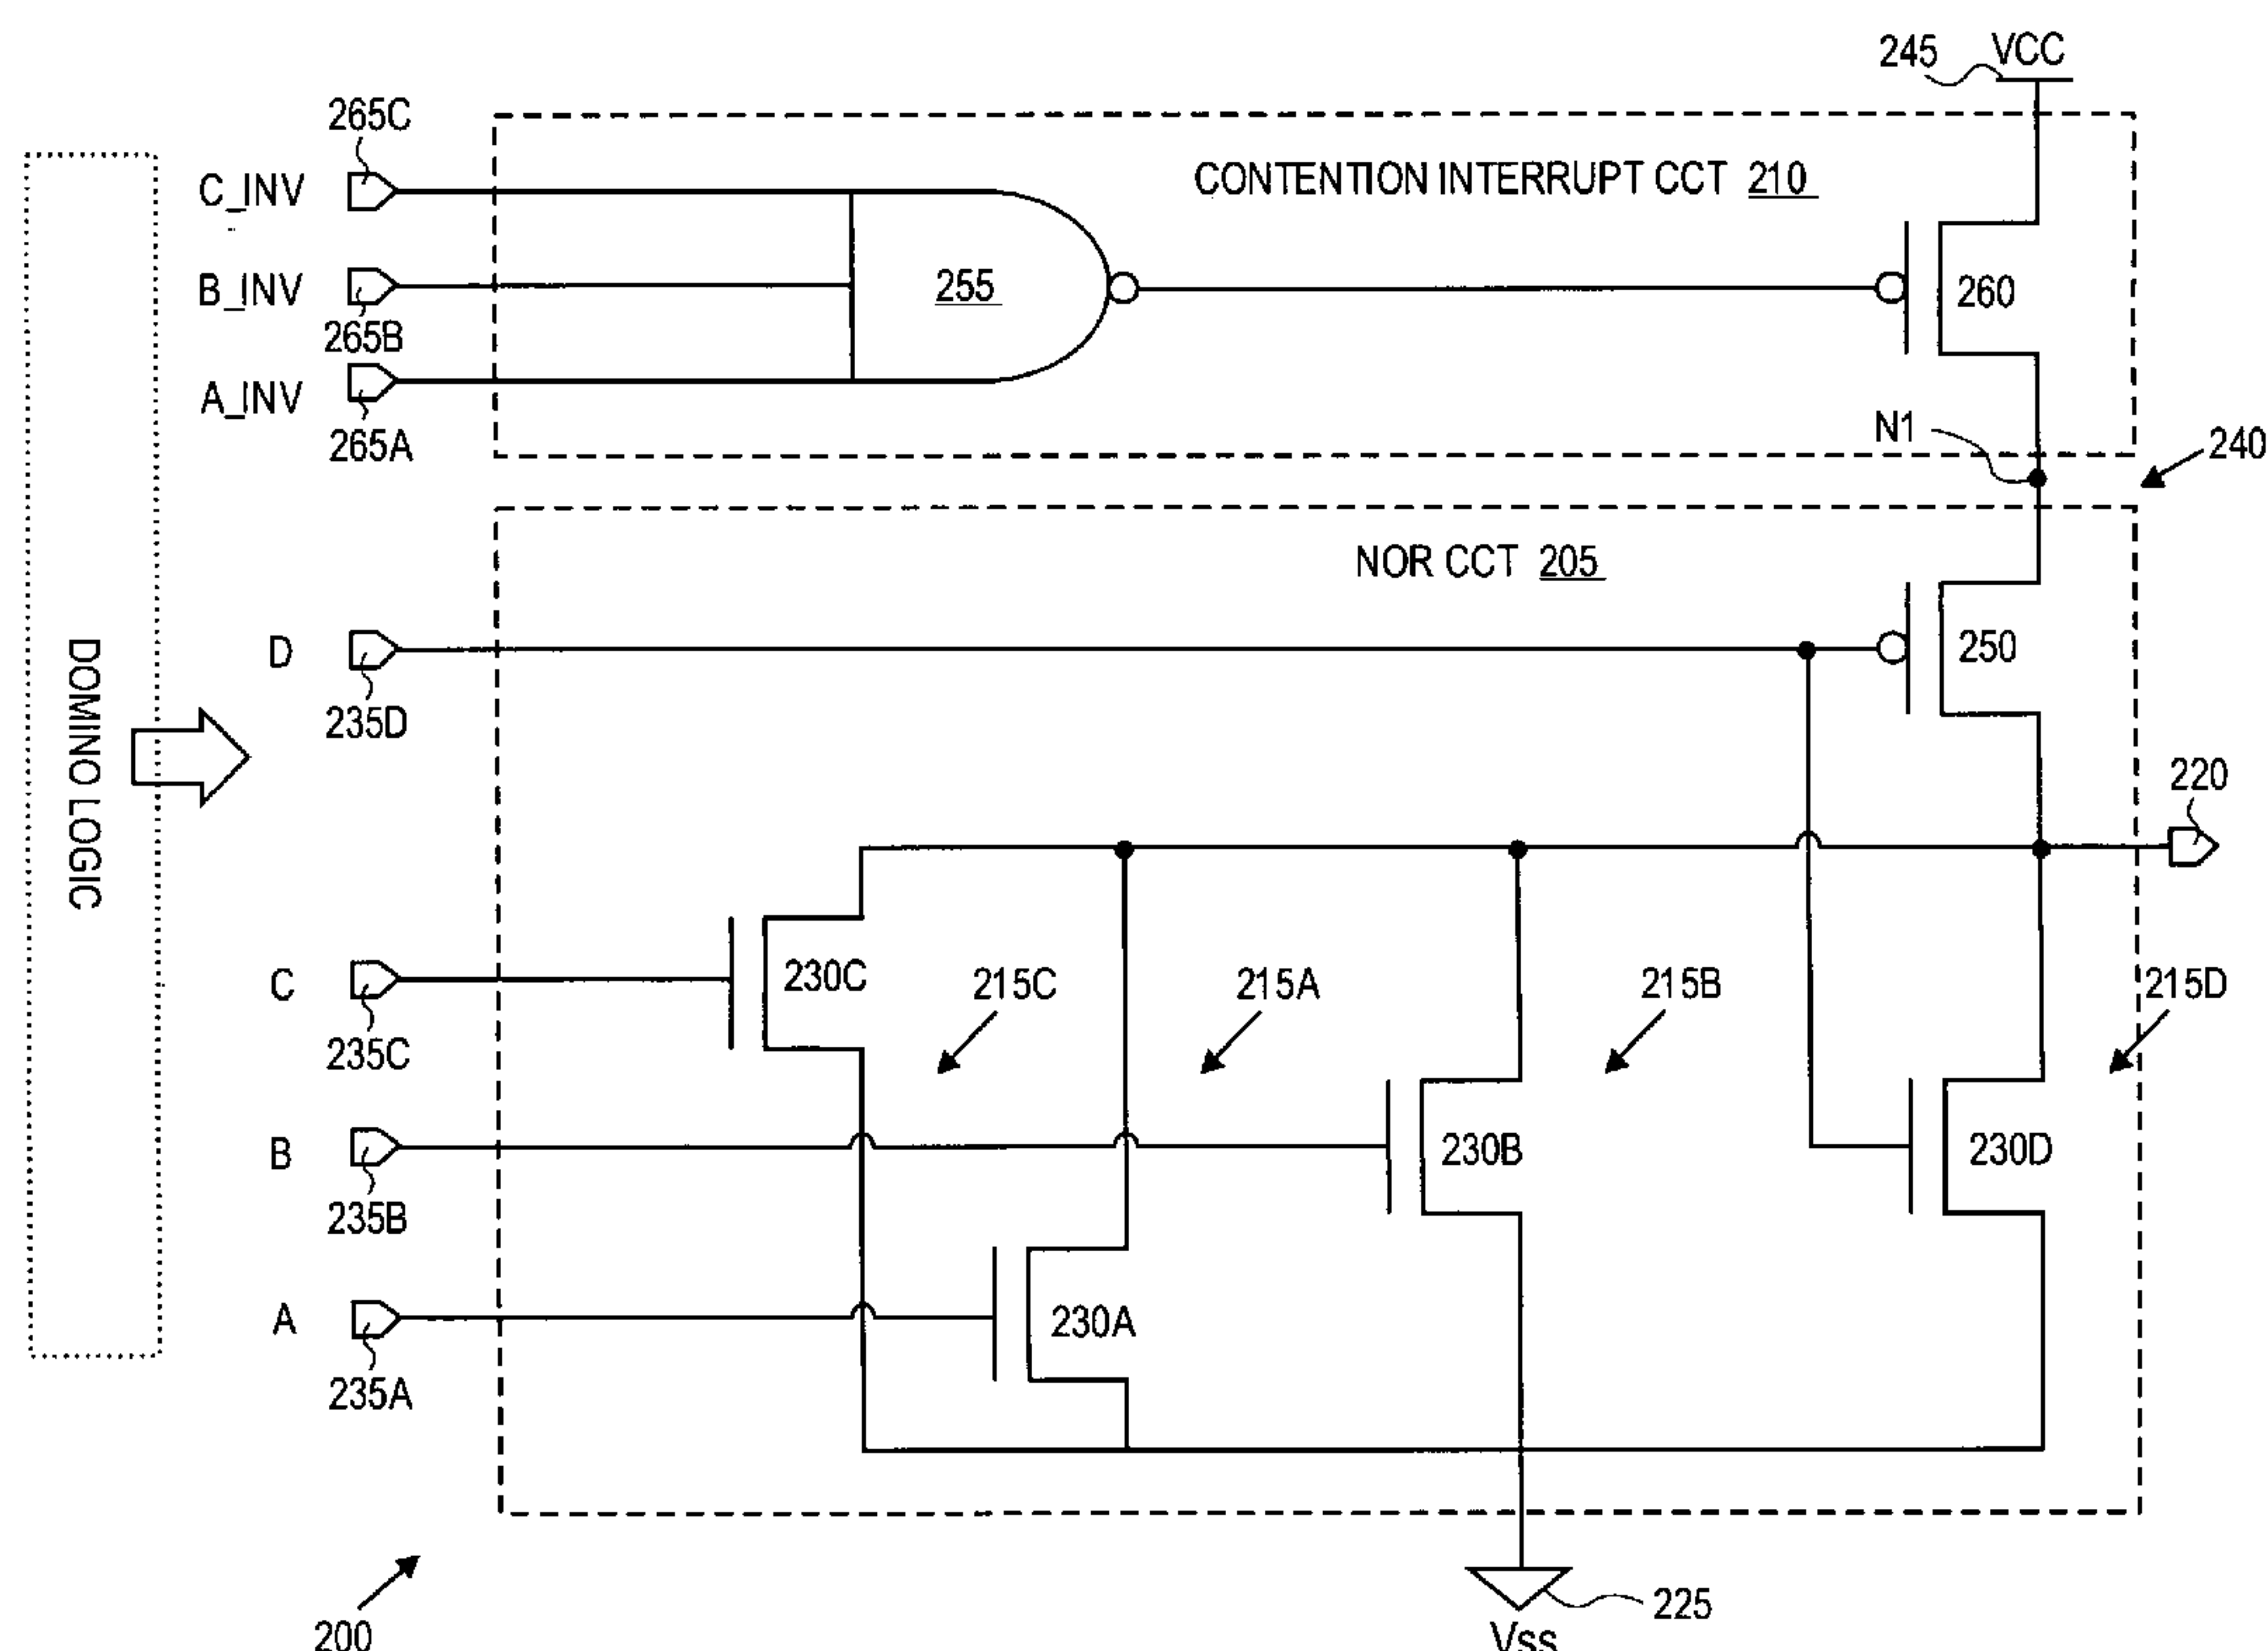 245 VCC
265C
C_INV
CONTENTION INTERRUPT CCT 210
B_INV
265B
255
260
A_INV
265A
N1
240
NOR CCT 205
D
235D
250
DOMINO LOGIC
220
C
235C
230C
215C
215A
215B
215D
B
235B
230B
230D
A
235A
230A
225
200
Vss